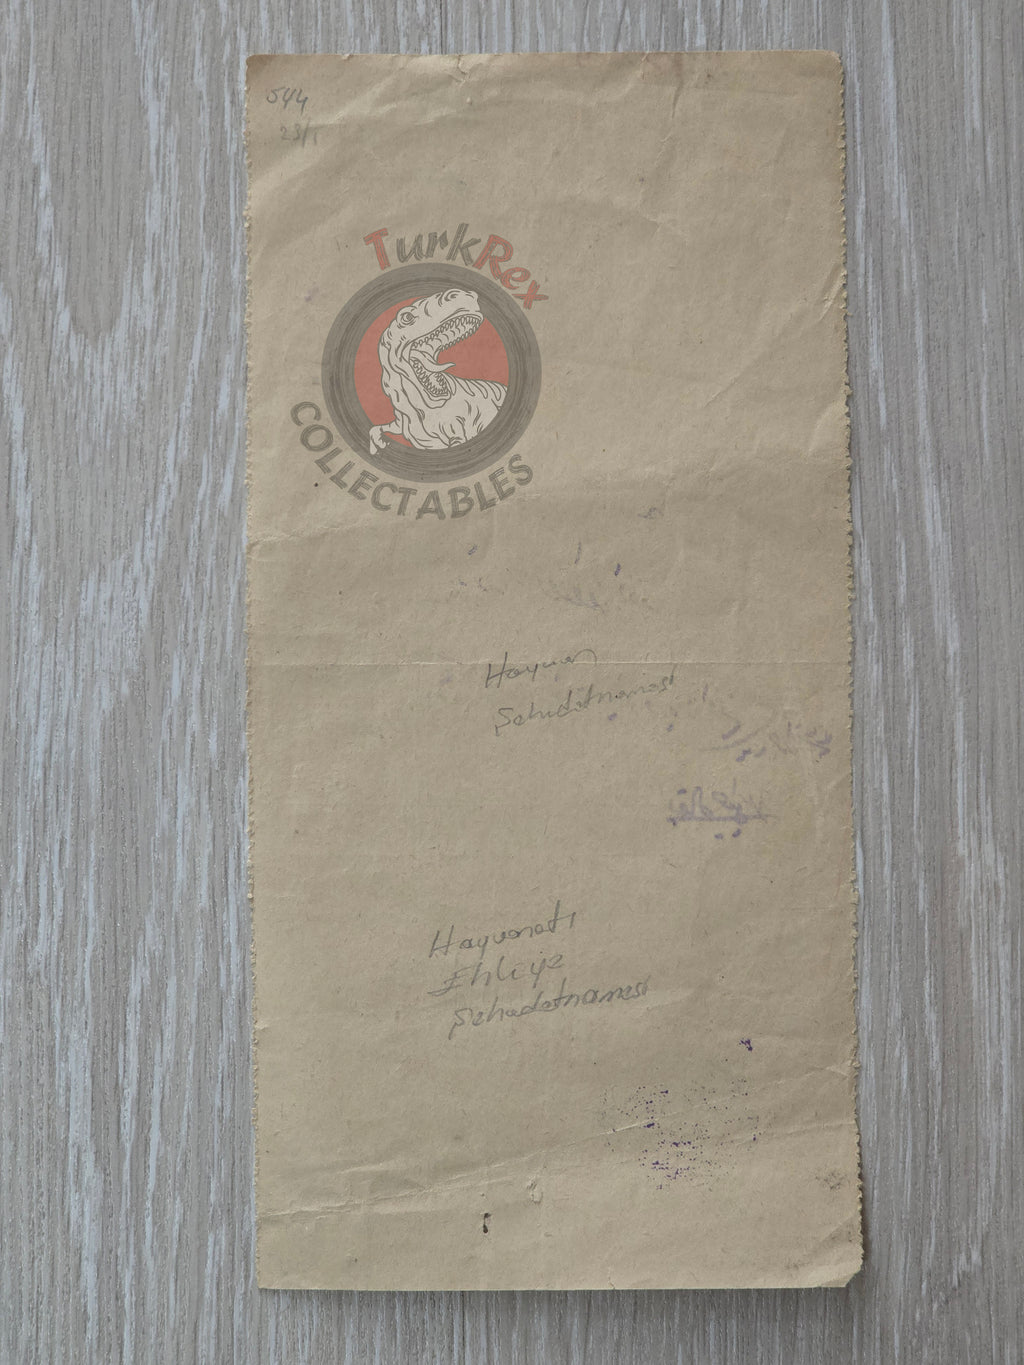 544
23/1
TurkRex
COLLECTABLES
Hayvan
Şehadetnamesi
Hayvanatı
Ehliye
Şehadetnamesi